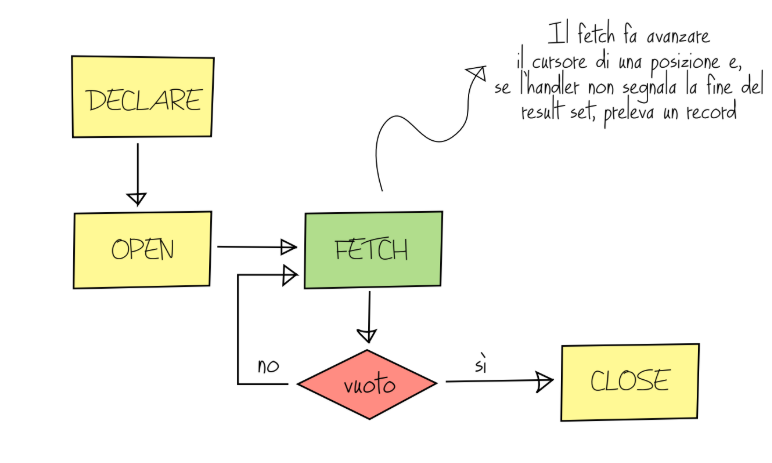 Il fetch fa avanzare
il cursore di una posizione e,
se l'handler non segnala la fine del
result set, preleva un record
DECLARE
OPEN
FETCH
no
vuoto
sì
CLOSE